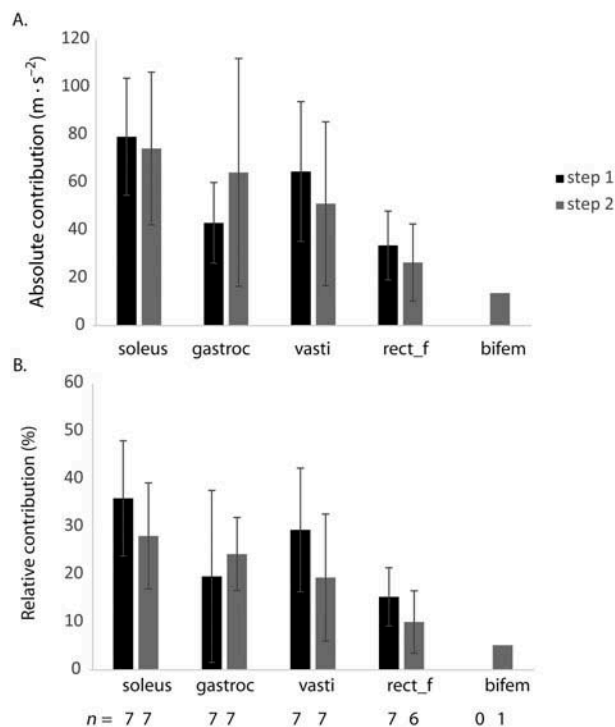 A.
Absolute contribution (m · s⁻²)
120
100
80
60
40
20
0
soleus gastroc vasti rect_f bifem
step 1
step 2
B.
Relative contribution (%)
60
50
40
30
20
10
0
soleus gastroc vasti rect_f bifem
n = 7 7 7 7 7 7 7 6 0 1